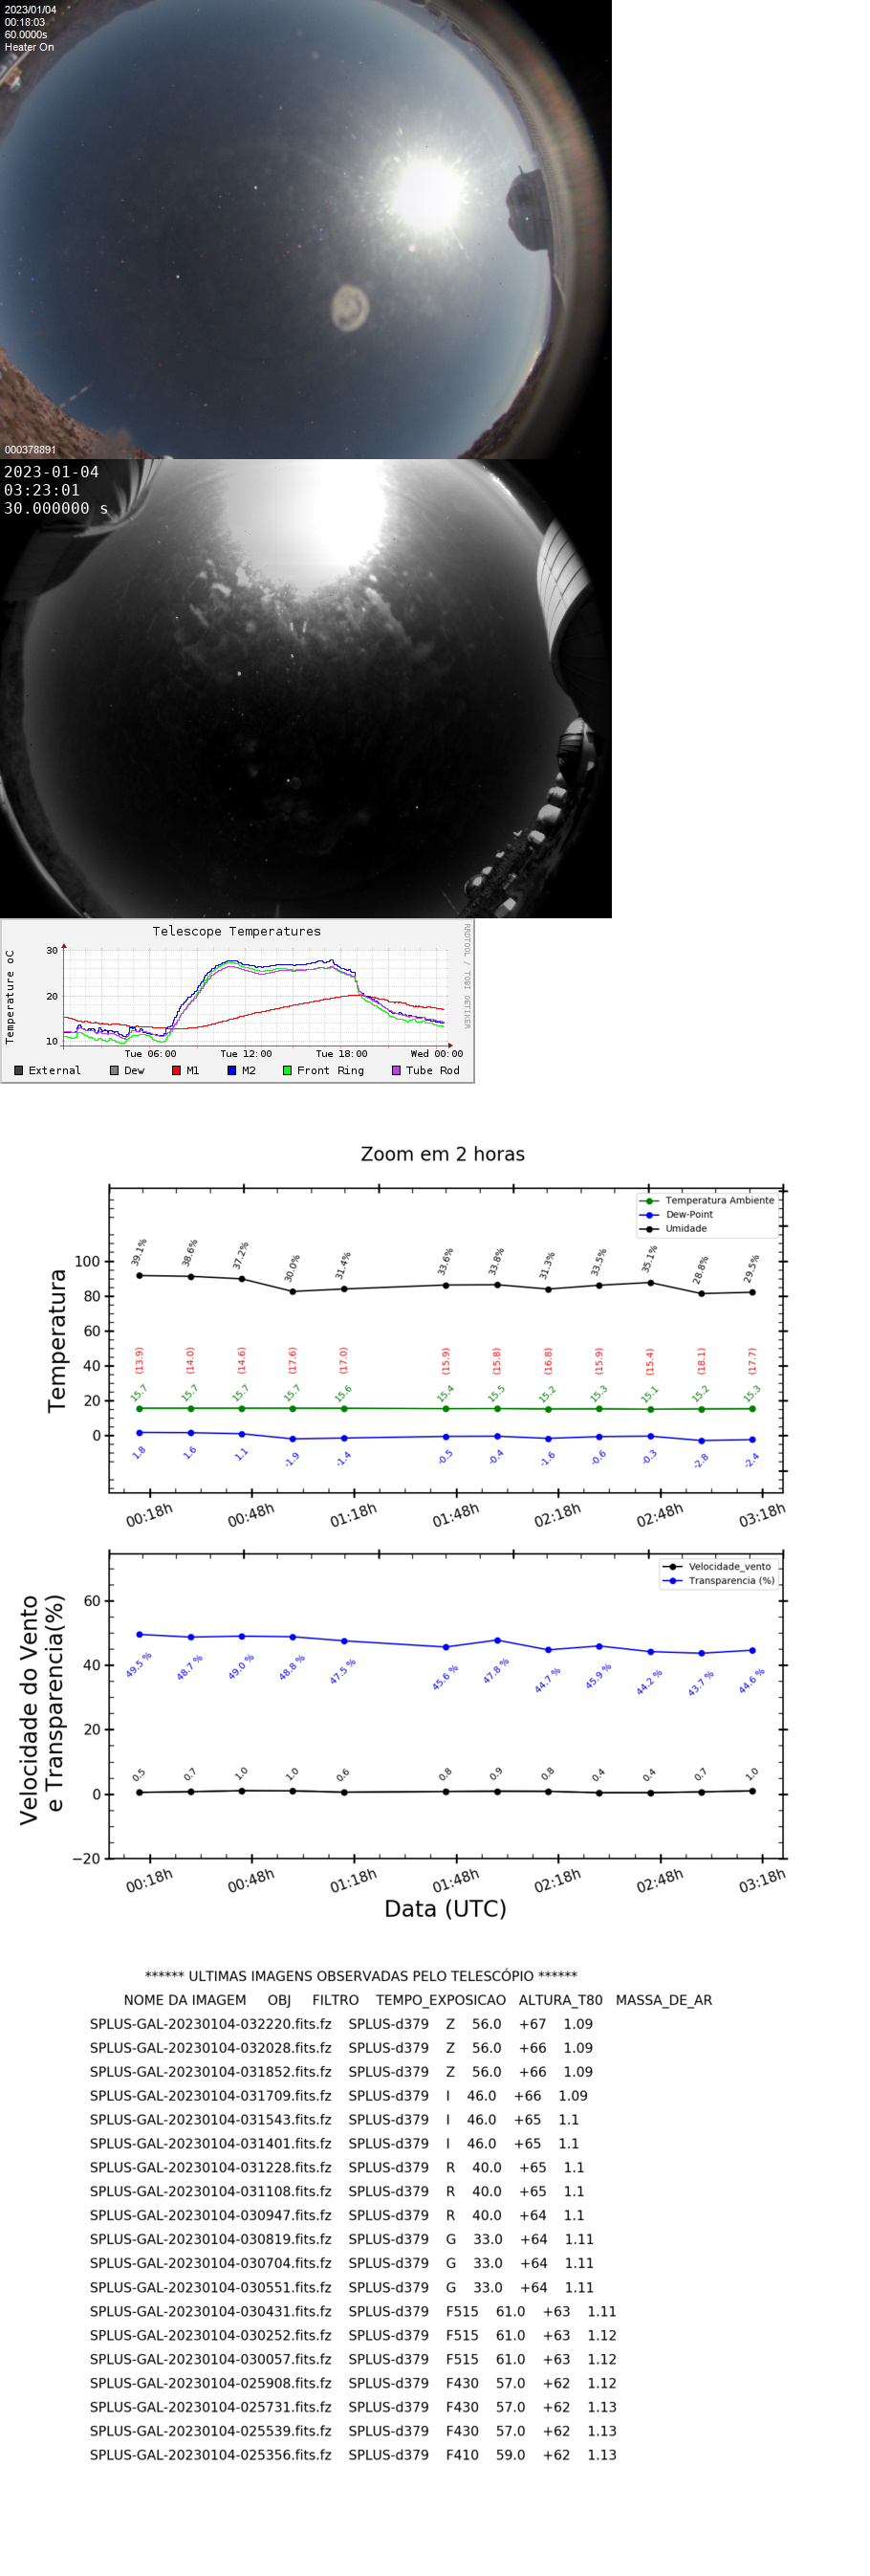 2023/01/04
00:18:03
60.0000s
Heater On
000378891
2023-01-04
03:23:01
30.000000 s
Telescope Temperatures
RRDTOOL / TOBI OETIKER
Temperature oC
30
20
10
Tue 06:00 Tue 12:00 Tue 18:00 Wed 00:00
External Dew M1 M2 Front Ring Tube Rod
Zoom em 2 horas
Temperatura Ambiente
Dew-Point
Umidade
Temperatura
100
80
60
40
20
0
39.1% 38.6% 37.2% 30.0% 31.4% 33.6% 33.8% 31.3% 33.5% 35.1% 28.8% 29.5%
(13.9) (14.0) (14.6) (17.6) (17.0) (15.9) (15.8) (16.8) (15.9) (15.4) (18.1) (17.7)
15.7 15.7 15.7 15.7 15.6 15.4 15.5 15.2 15.3 15.1 15.2 15.3
1.8 1.6 1.1 -1.9 -1.4 -0.5 -0.4 -1.6 -0.6 -0.3 -2.8 -2.4
00:18h 00:48h 01:18h 01:48h 02:18h 02:48h 03:18h
Velocidade_vento
Transparencia (%)
Velocidade do Vento
e Transparencia(%)
60
40
20
0
−20
49.5 % 48.7 % 49.0 % 48.8 % 47.5 % 45.6 % 47.8 % 44.7 % 45.9 % 44.2 % 43.7 % 44.6 %
0.5 0.7 1.0 1.0 0.6 0.8 0.9 0.8 0.4 0.4 0.7 1.0
00:18h 00:48h 01:18h 01:48h 02:18h 02:48h 03:18h
Data (UTC)
****** ULTIMAS IMAGENS OBSERVADAS PELO TELESCÓPIO ******
NOME DA IMAGEM OBJ FILTRO TEMPO_EXPOSICAO ALTURA_T80 MASSA_DE_AR
SPLUS-GAL-20230104-032220.fits.fz SPLUS-d379 Z 56.0 +67 1.09
SPLUS-GAL-20230104-032028.fits.fz SPLUS-d379 Z 56.0 +66 1.09
SPLUS-GAL-20230104-031852.fits.fz SPLUS-d379 Z 56.0 +66 1.09
SPLUS-GAL-20230104-031709.fits.fz SPLUS-d379 I 46.0 +66 1.09
SPLUS-GAL-20230104-031543.fits.fz SPLUS-d379 I 46.0 +65 1.1
SPLUS-GAL-20230104-031401.fits.fz SPLUS-d379 I 46.0 +65 1.1
SPLUS-GAL-20230104-031228.fits.fz SPLUS-d379 R 40.0 +65 1.1
SPLUS-GAL-20230104-031108.fits.fz SPLUS-d379 R 40.0 +65 1.1
SPLUS-GAL-20230104-030947.fits.fz SPLUS-d379 R 40.0 +64 1.1
SPLUS-GAL-20230104-030819.fits.fz SPLUS-d379 G 33.0 +64 1.11
SPLUS-GAL-20230104-030704.fits.fz SPLUS-d379 G 33.0 +64 1.11
SPLUS-GAL-20230104-030551.fits.fz SPLUS-d379 G 33.0 +64 1.11
SPLUS-GAL-20230104-030431.fits.fz SPLUS-d379 F515 61.0 +63 1.11
SPLUS-GAL-20230104-030252.fits.fz SPLUS-d379 F515 61.0 +63 1.12
SPLUS-GAL-20230104-030057.fits.fz SPLUS-d379 F515 61.0 +63 1.12
SPLUS-GAL-20230104-025908.fits.fz SPLUS-d379 F430 57.0 +62 1.12
SPLUS-GAL-20230104-025731.fits.fz SPLUS-d379 F430 57.0 +62 1.13
SPLUS-GAL-20230104-025539.fits.fz SPLUS-d379 F430 57.0 +62 1.13
SPLUS-GAL-20230104-025356.fits.fz SPLUS-d379 F410 59.0 +62 1.13